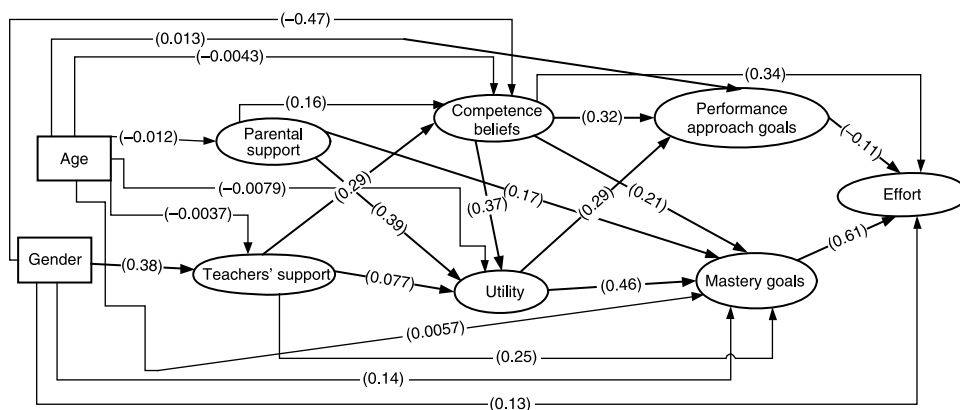 (−0.47)
(0.013)
(−0.0043)
(0.34)
(0.16)
Competence
beliefs
(0.32)
Performance
approach goals
(−0.012)
Parental
support
(−0.11)
Age
(0.29)
(−0.0079)
(0.37)
(0.17)
(0.29)
(0.21)
Effort
(−0.0037)
(0.39)
(0.61)
Gender
(0.38)
Teachers' support
(0.077)
Utility
(0.46)
Mastery goals
(0.0057)
(0.25)
(0.14)
(0.13)